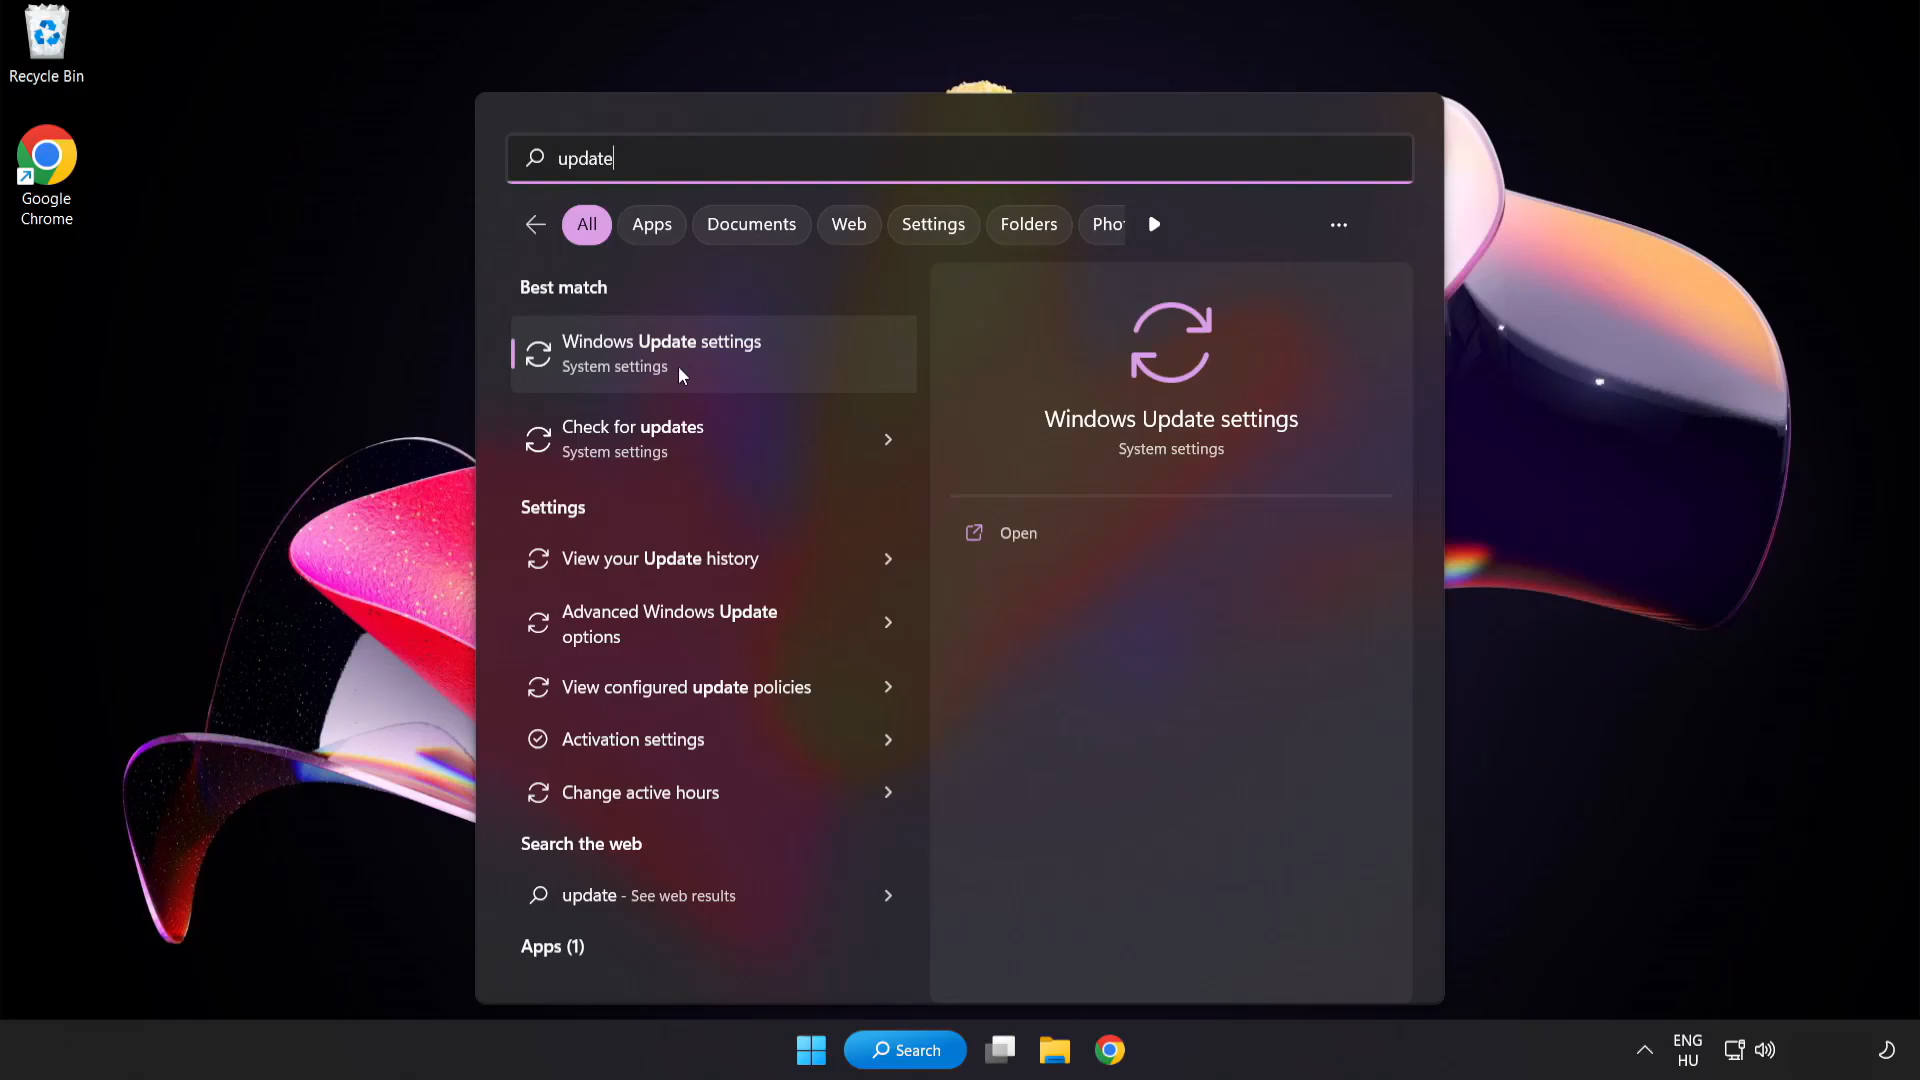 Recycle Bin
Google
Chrome
update
All
Apps
Documents
Web
Settings
Folders
Pho
Best match
Windows Update settings
System settings
Check for updates
System settings
Settings
View your Update history
Advanced Windows Update
options
View configured update policies
Activation settings
Change active hours
Search the web
update - See web results
Apps (1)
Windows Update settings
System settings
Open
Search
ENG
HU